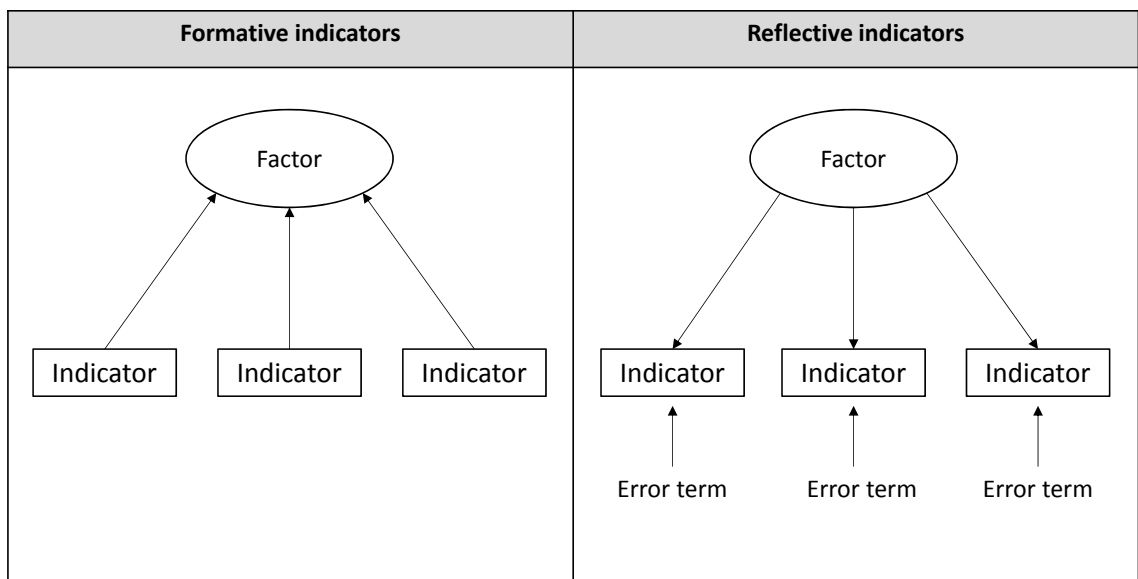 Formative indicators
Reflective indicators
Factor
Factor
Indicator
Indicator
Indicator
Indicator
Indicator
Indicator
Error term
Error term
Error term